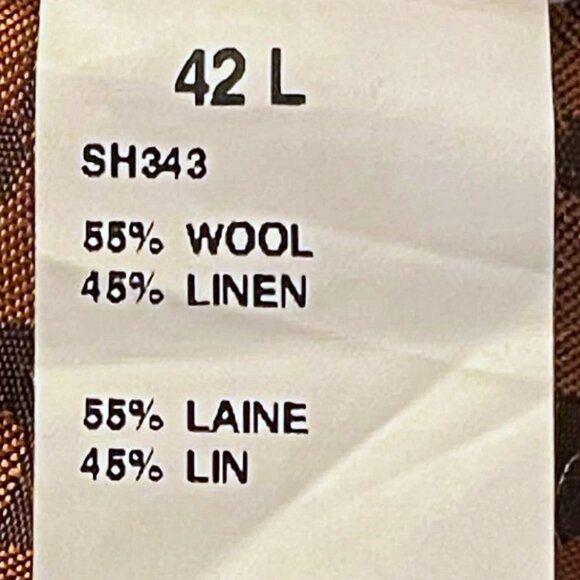 42 L
SH343
55% WOOL
45% LINEN
55% LAINE
45% LIN